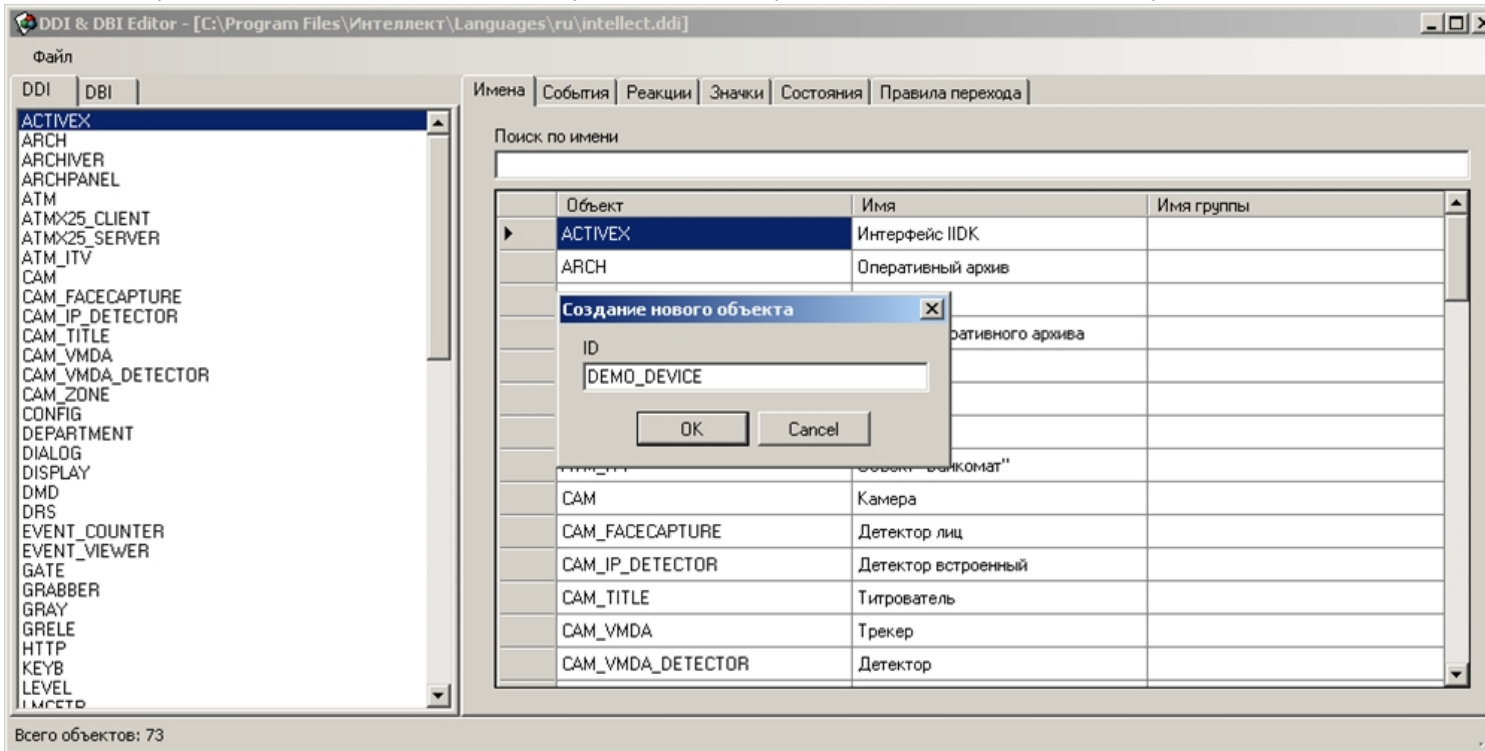 DDI & DBI Editor - [C:\Program Files\Интеллект\Languages\ru\intellect.ddi]
Файл
DDI DBI
ACTIVEX
ARCH
ARCHIVER
ARCHPANEL
ATM
ATMX25_CLIENT
ATMX25_SERVER
ATM_ITV
CAM
CAM_FACECAPTURE
CAM_IP_DETECTOR
CAM_TITLE
CAM_VMDA
CAM_VMDA_DETECTOR
CAM_ZONE
CONFIG
DEPARTMENT
DIALOG
DISPLAY
DMD
DRS
EVENT_COUNTER
EVENT_VIEWER
GATE
GRABBER
GRAY
GRELE
HTTP
KEYB
LEVEL
Имена События Реакции Значки Состояния Правила перехода
Поиск по имени
Объект Имя Имя группы
ACTIVEX Интерфейс IIDK
ARCH Оперативный архив
архива
Создание нового объекта
ID
DEMO_DEVICE
OK Cancel
CAM Камера
CAM_FACECAPTURE Детектор лиц
CAM_IP_DETECTOR Детектор встроенный
CAM_TITLE Титрователь
CAM_VMDA Трекер
CAM_VMDA_DETECTOR Детектор
Всего объектов: 73